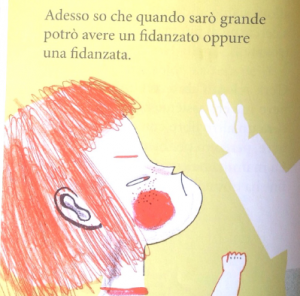 Adesso so che quando sarò grande
potrò avere un fidanzato oppure
una fidanzata.